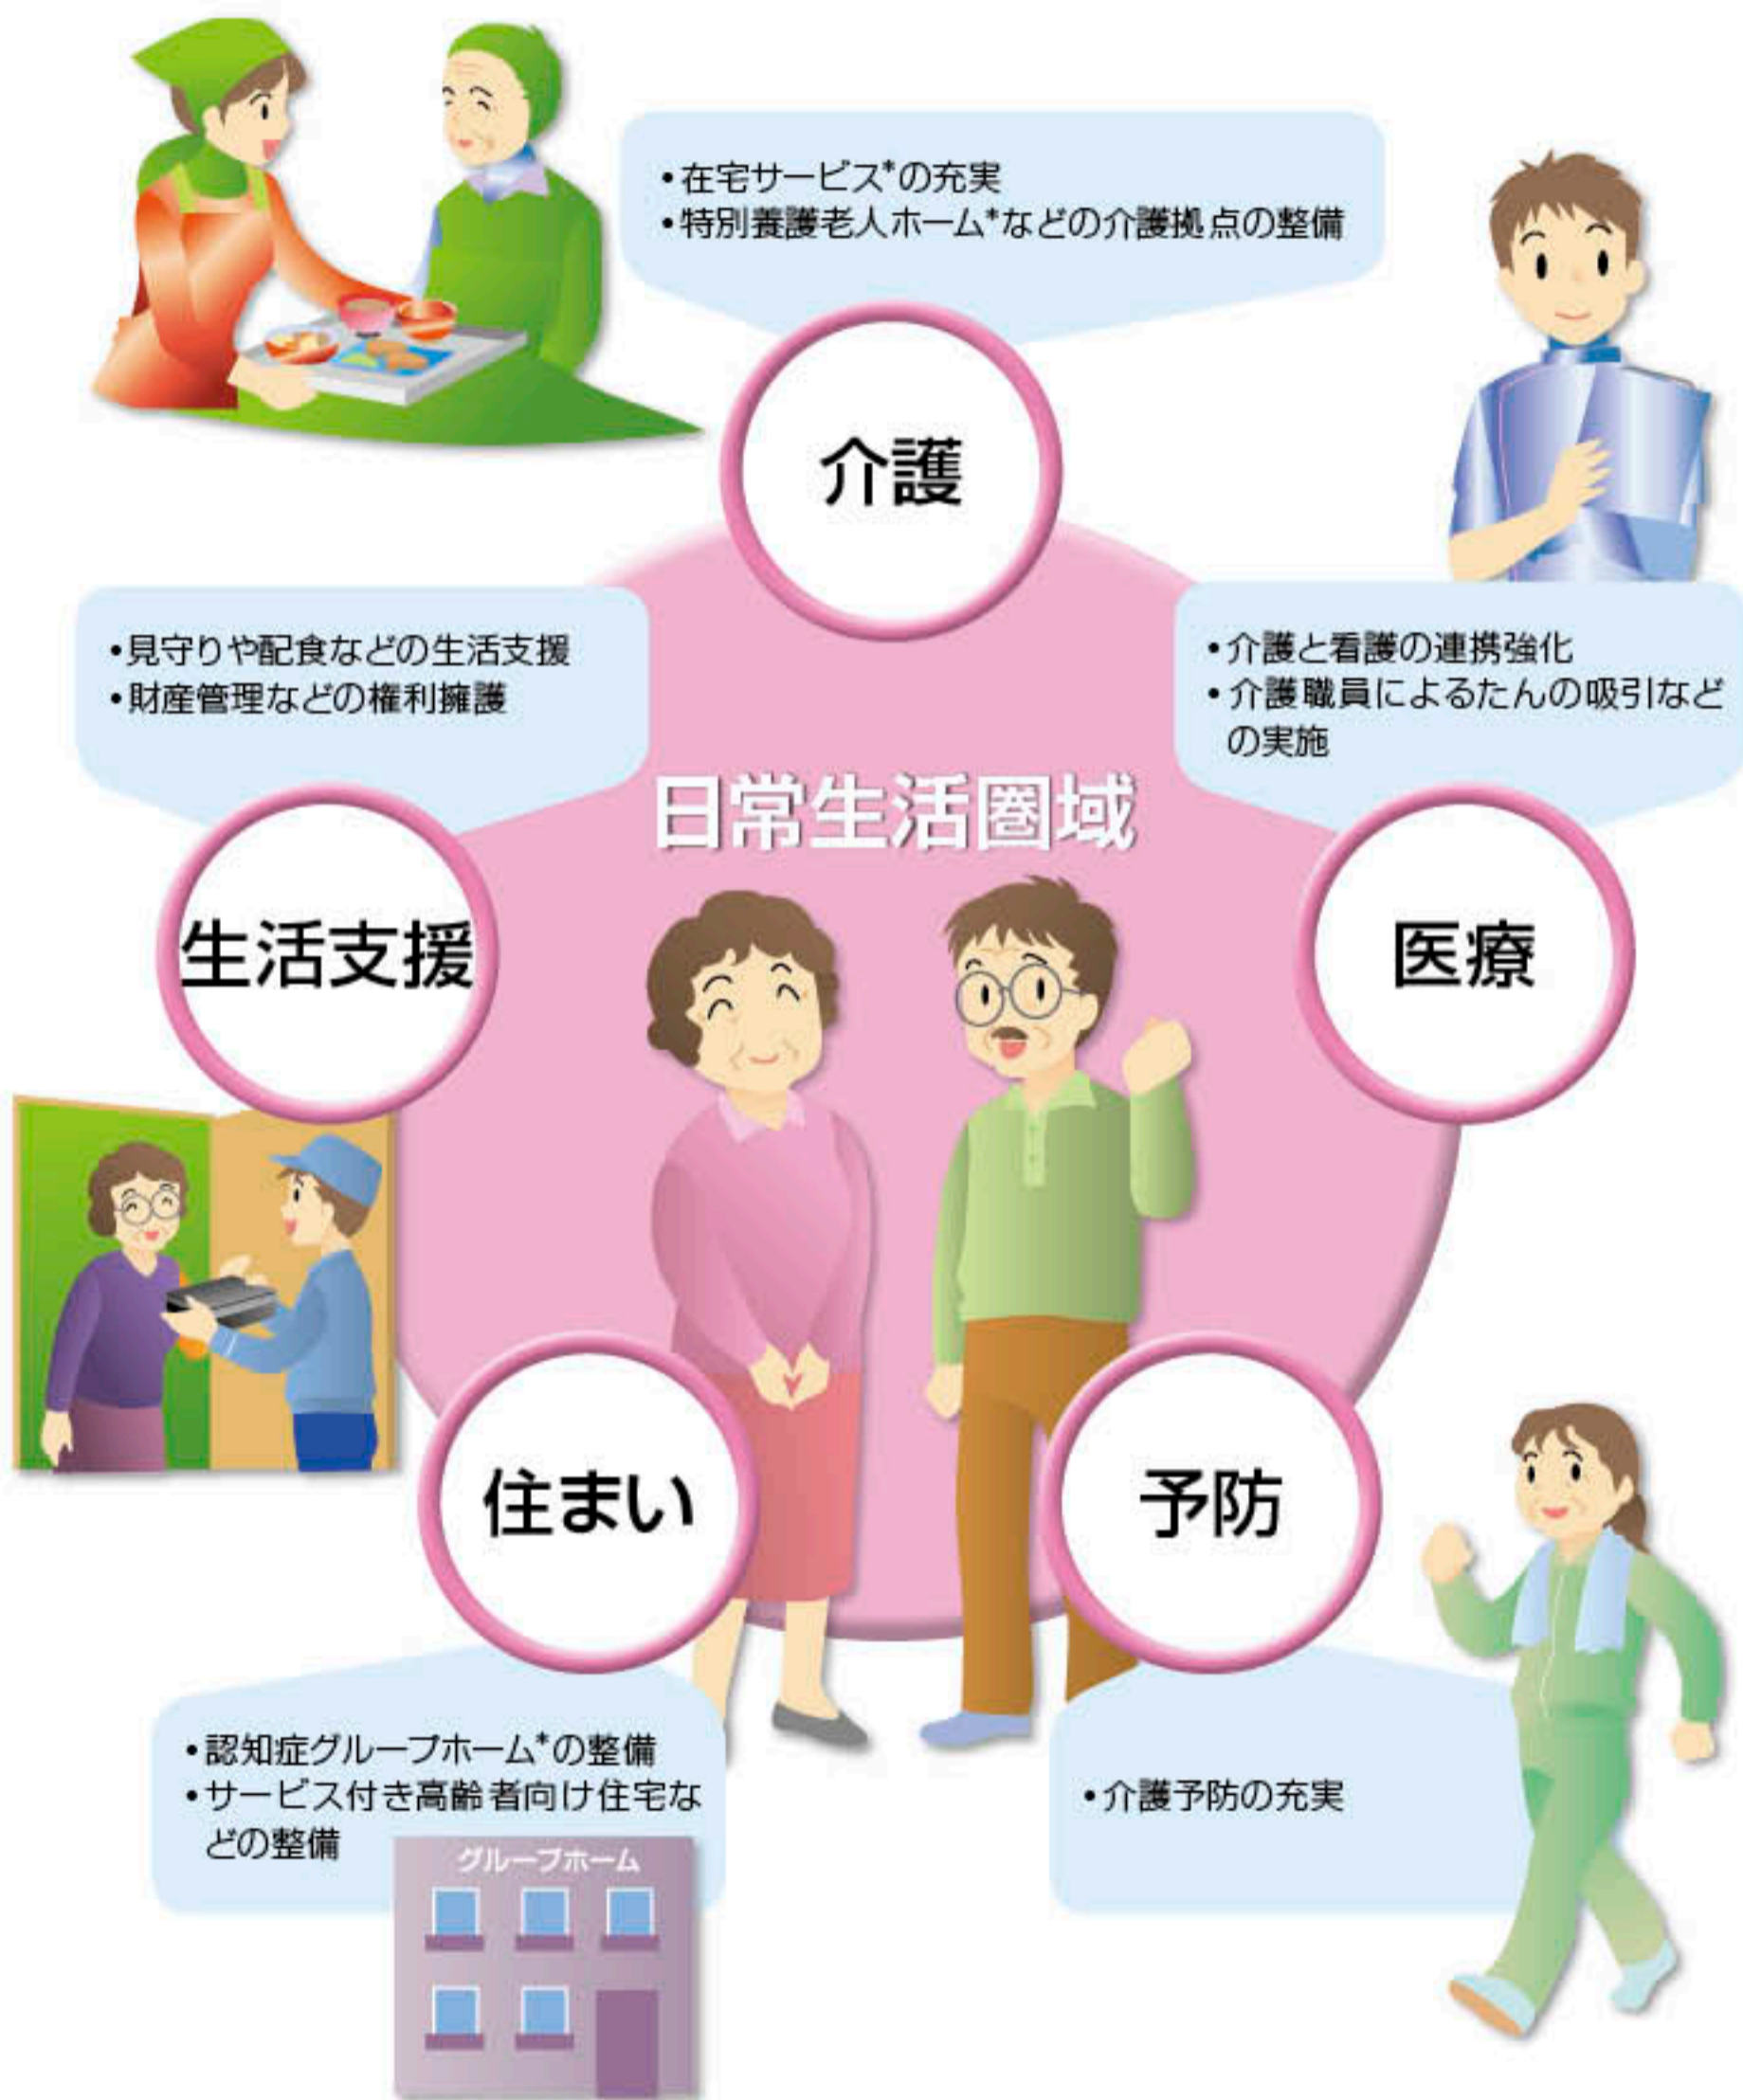 ・在宅サービス*の充実
・特別養護老人ホーム*などの介護拠点の整備
介護
・見守りや配食などの生活支援
・財産管理などの権利擁護
生活支援
・介護と看護の連携強化
・介護職員によるたんの吸引など
の実施
医療
日常生活圏域
住まい
・認知症グループホーム*の整備
・サービス付き高齢者向け住宅な
どの整備
グループホーム
予防
・介護予防の充実